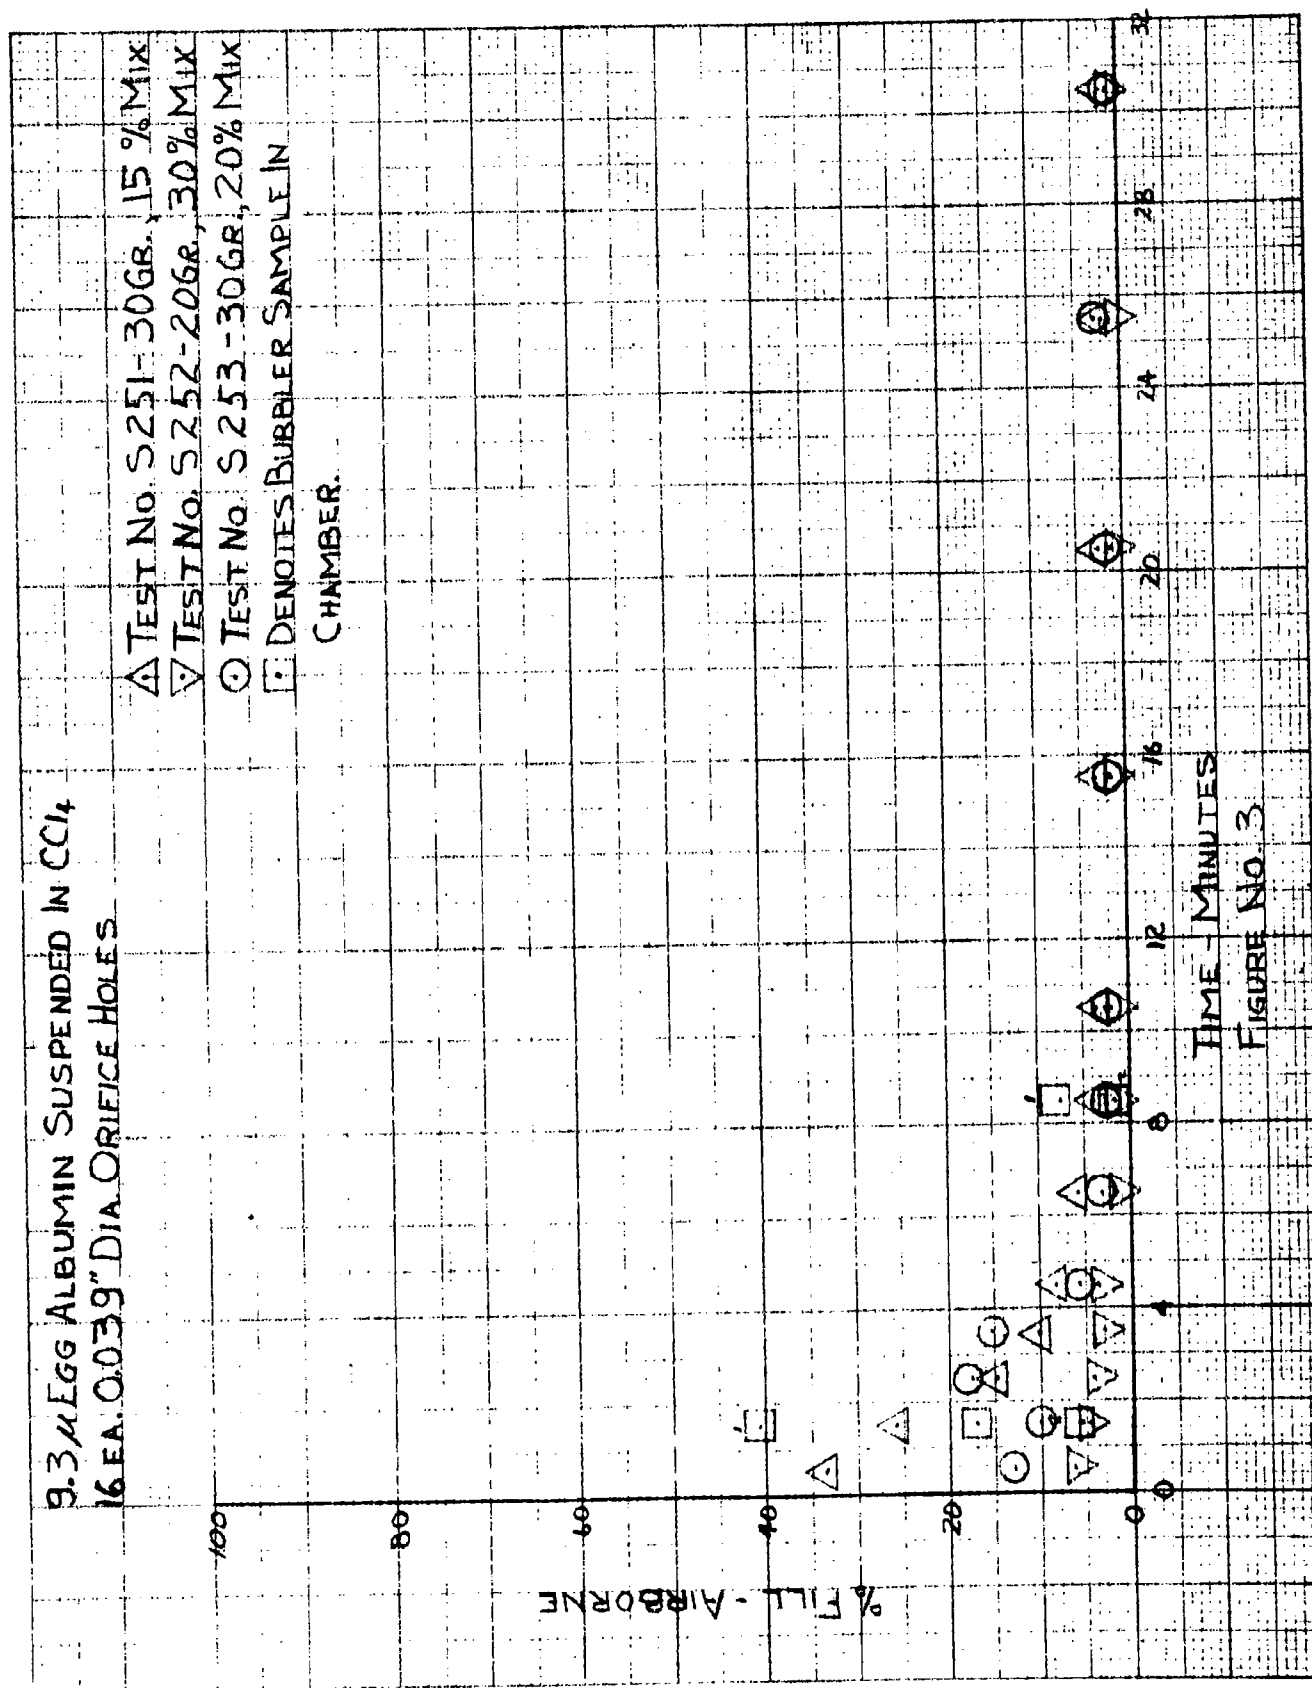 9.3 µ EGG ALBUMIN SUSPENDED IN CCl4
16 EA. 0.039" DIA. ORIFICE HOLES
TEST NO. S251-30GR., 15 % MIX
TEST NO. S252-20GR., 30% MIX
TEST NO. S253-30GR., 20% MIX
DENOTES BUBBLER SAMPLE IN
CHAMBER.
% FILL - AIRBORNE
100
80
60
40
20
0
0 4 8 12 16 20 24 28 32
TIME - MINUTES
FIGURE NO. 3